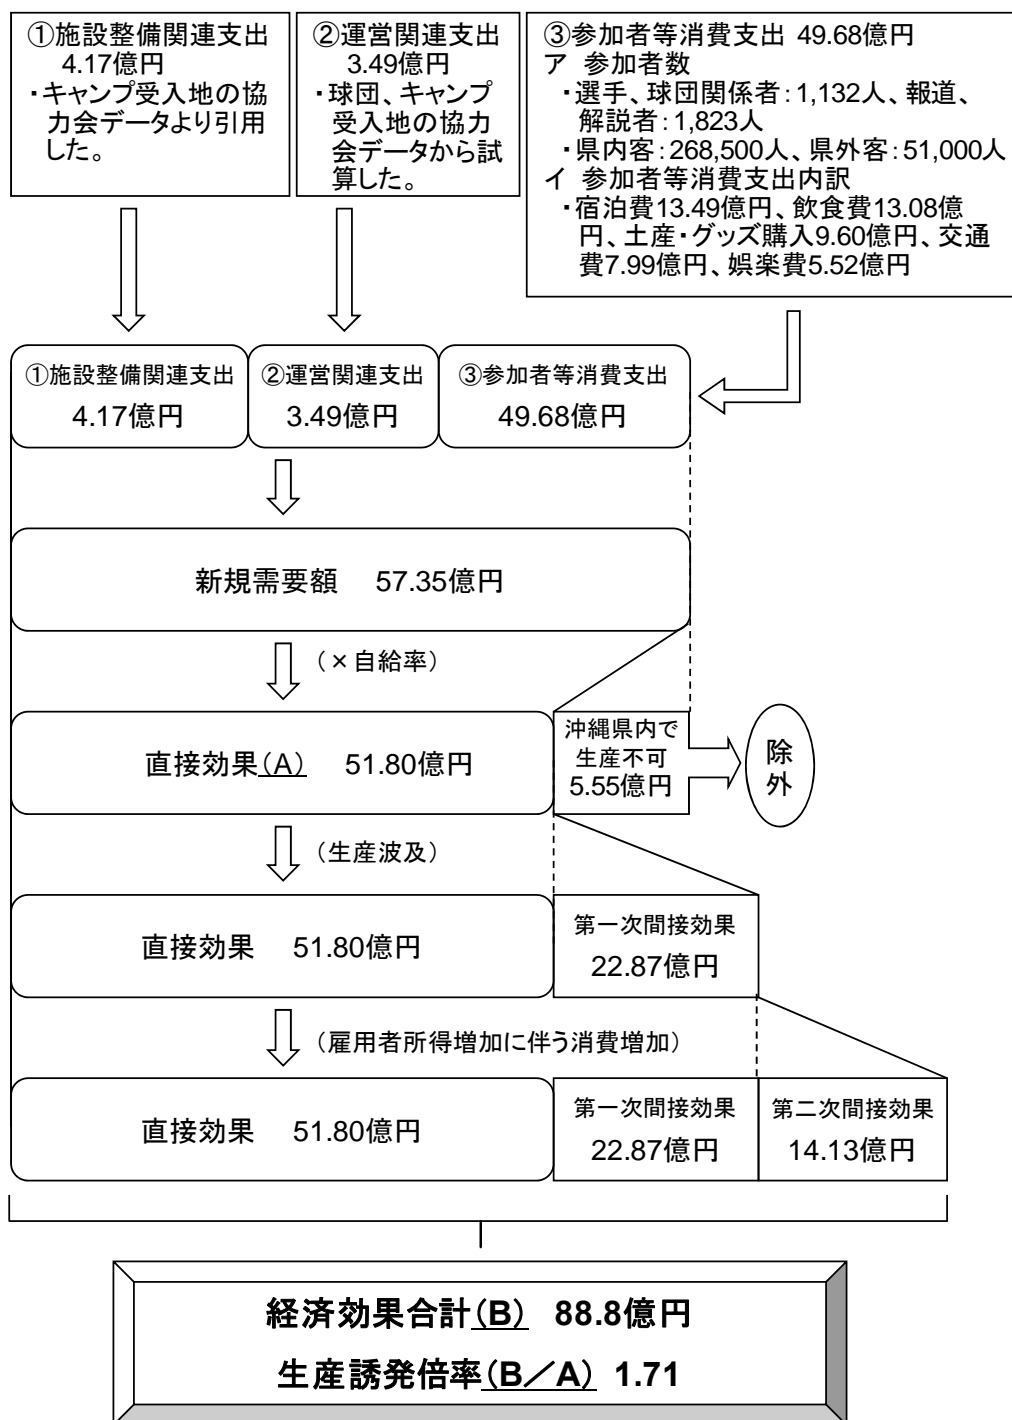 ①施設整備関連支出
4.17億円
・キャンプ受入地の協
力会データより引用
した。
②運営関連支出
3.49億円
・球団、キャンプ
受入地の協力
会データから試
算した。
③参加者等消費支出 49.68億円
ア 参加者数
・選手、球団関係者：1,132人、報道、
解説者：1,823人
・県内客：268,500人、県外客：51,000人
イ 参加者等消費支出内訳
・宿泊費13.49億円、飲食費13.08億
円、土産・グッズ購入9.60億円、交通
費7.99億円、娯楽費5.52億円
①施設整備関連支出
4.17億円
②運営関連支出
3.49億円
③参加者等消費支出
49.68億円
新規需要額 57.35億円
（×自給率）
直接効果(A) 51.80億円
沖縄県内で
生産不可
5.55億円
除
外
（生産波及）
直接効果 51.80億円
第一次間接効果
22.87億円
（雇用者所得増加に伴う消費増加）
直接効果 51.80億円
第一次間接効果
22.87億円
第二次間接効果
14.13億円
経済効果合計(B) 88.8億円
生産誘発倍率(B／A) 1.71